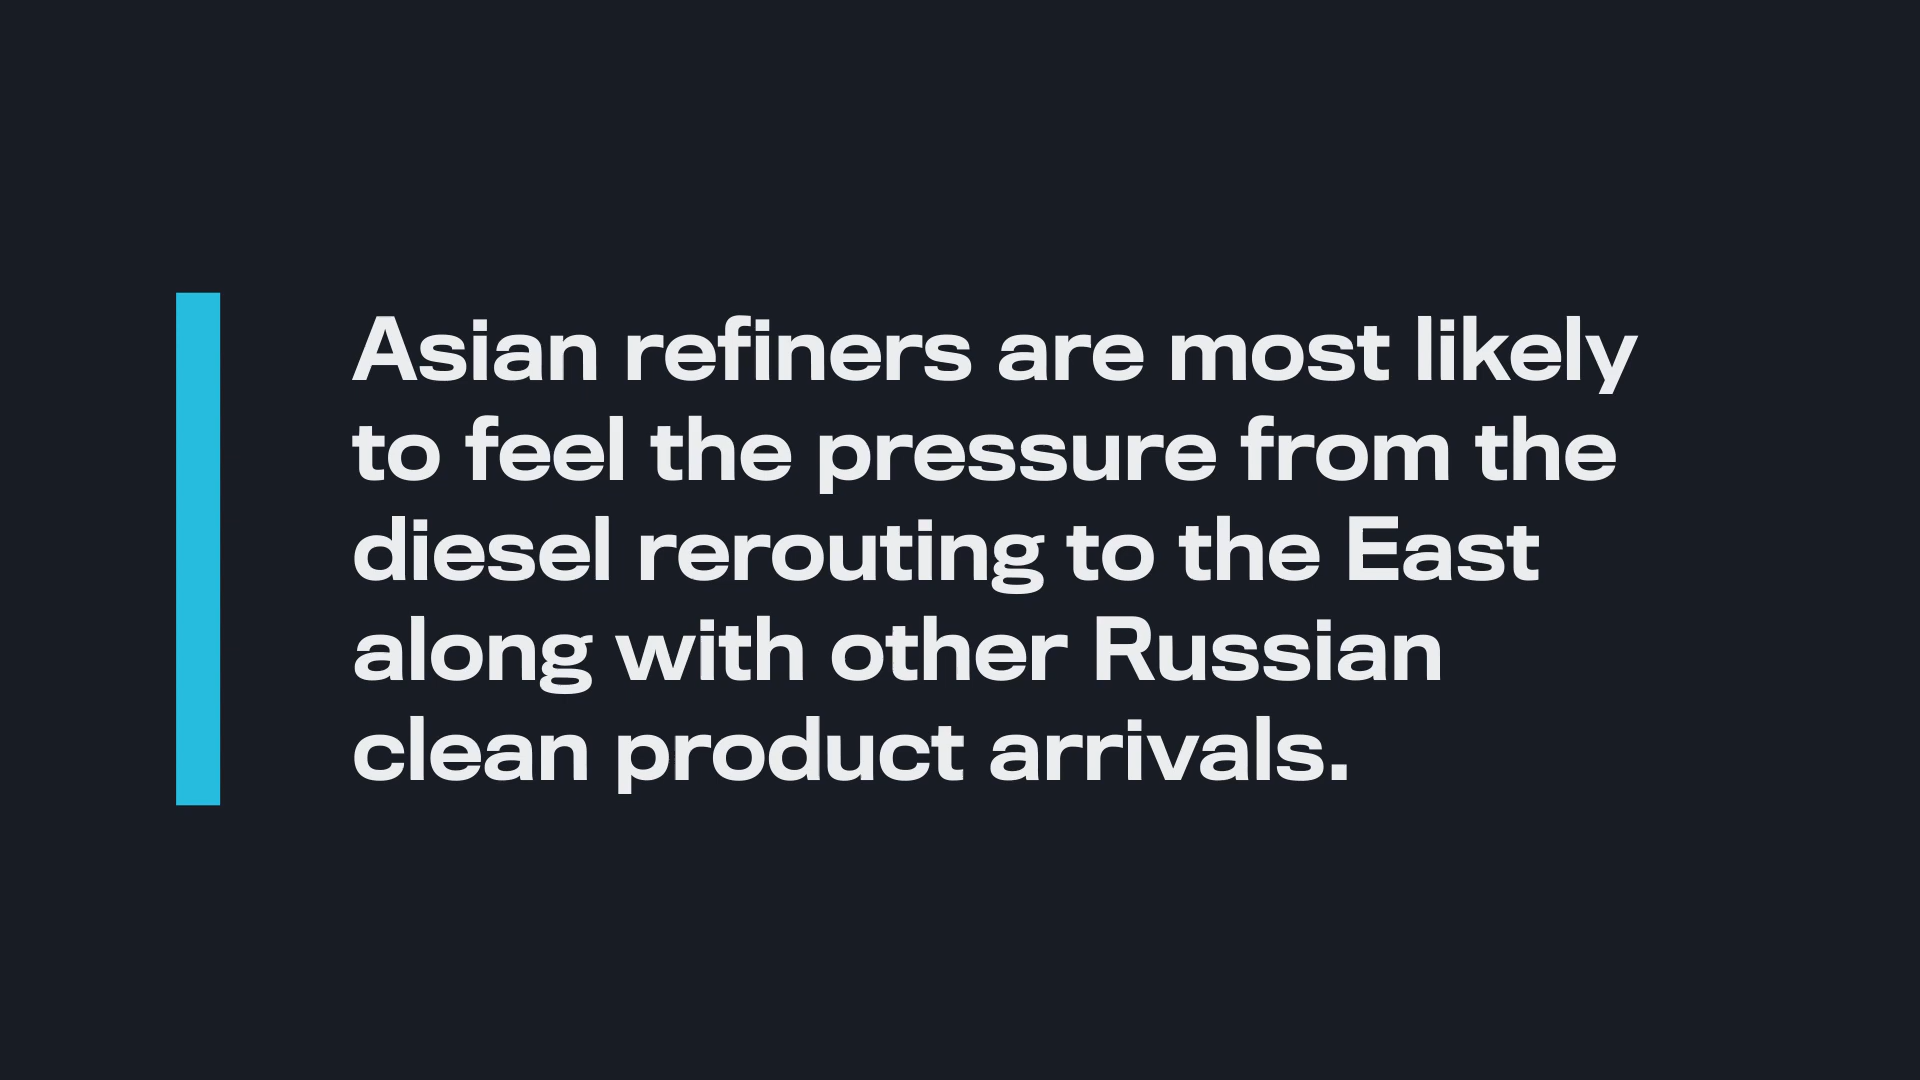 Asian refiners are most likely
to feel the pressure from the
diesel rerouting to the East
along with other Russian
clean product arrivals.